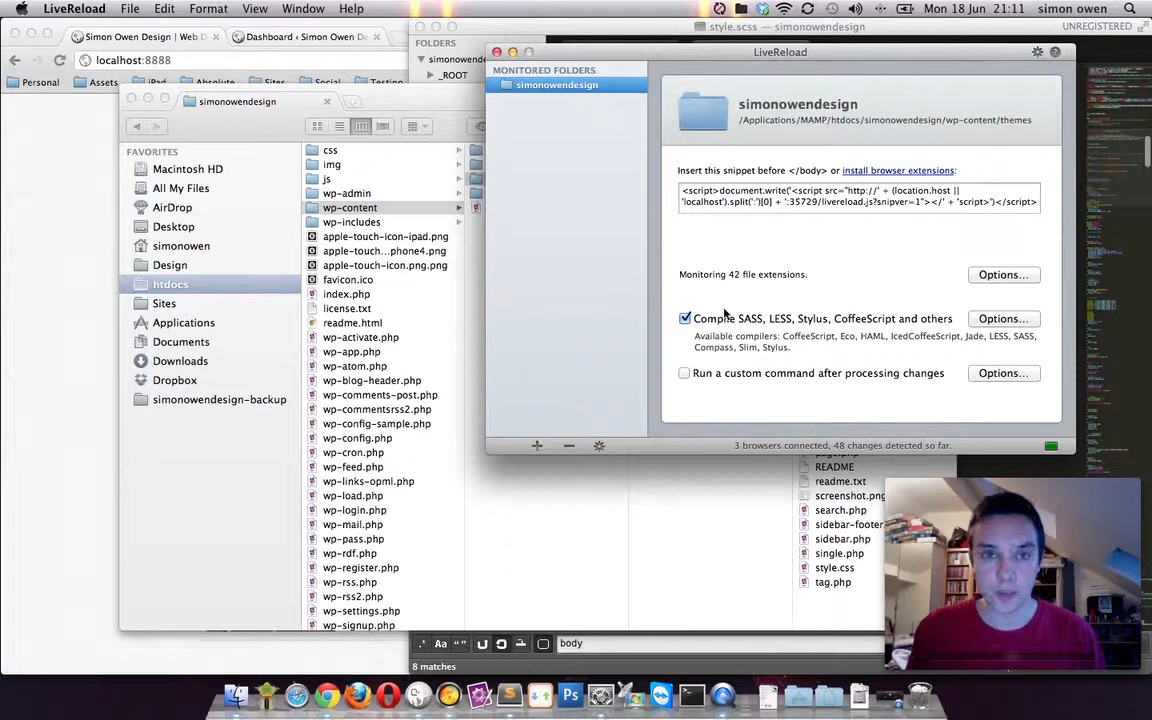 LiveReload File Edit View Window Help
Mon 18 Jun 21:11 simon owen
Simon Owen Design | Web D
Dashboard ‹ Simon Owen De
style.scss — simonowendesign
UNREGISTERED
localhost:8888
FOLDERS
simonowende
_ROOT
Personal Assets iPad Absolute Sites Social Testing
LiveReload
MONITORED FOLDERS
simonowendesign
simonowendesign
/Applications/MAMP/htdocs/simonowendesign/wp-content/themes
Insert this snippet before </body> or install browser extensions:
<script>document.write('<script src="http://' + (location.host ||
'localhost').split(':')[0] + ':35729/livereload.js?snipver=1"></' + 'script>')</script>
Monitoring 42 file extensions.
Options...
Compile SASS, LESS, Stylus, CoffeeScript and others
Options...
Available compilers: CoffeeScript, Eco, HAML, IcedCoffeeScript, Jade, LESS, SASS,
Compass, Slim, Stylus.
Run a custom command after processing changes
Options...
3 browsers connected, 48 changes detected so far.
simonowendesign
FAVORITES
Macintosh HD
All My Files
AirDrop
Desktop
simonowen
Design
htdocs
Sites
Applications
Documents
Downloads
Dropbox
simonowendesign-backup
css
img
js
wp-admin
wp-content
wp-includes
apple-touch-icon-ipad.png
apple-touch...phone4.png
apple-touch-icon.png.png
favicon.ico
index.php
license.txt
readme.html
wp-activate.php
wp-app.php
wp-atom.php
wp-blog-header.php
wp-comments-post.php
wp-commentsrss2.php
wp-config-sample.php
wp-config.php
wp-cron.php
wp-feed.php
wp-links-opml.php
wp-load.php
wp-login.php
wp-mail.php
wp-pass.php
wp-rdf.php
wp-register.php
wp-rss.php
wp-rss2.php
wp-settings.php
wp-signup.php
page.php
README
readme.txt
screenshot.png
search.php
sidebar-footer
sidebar.php
single.php
style.css
tag.php
.* Aa “ ”
body
8 matches
Ps